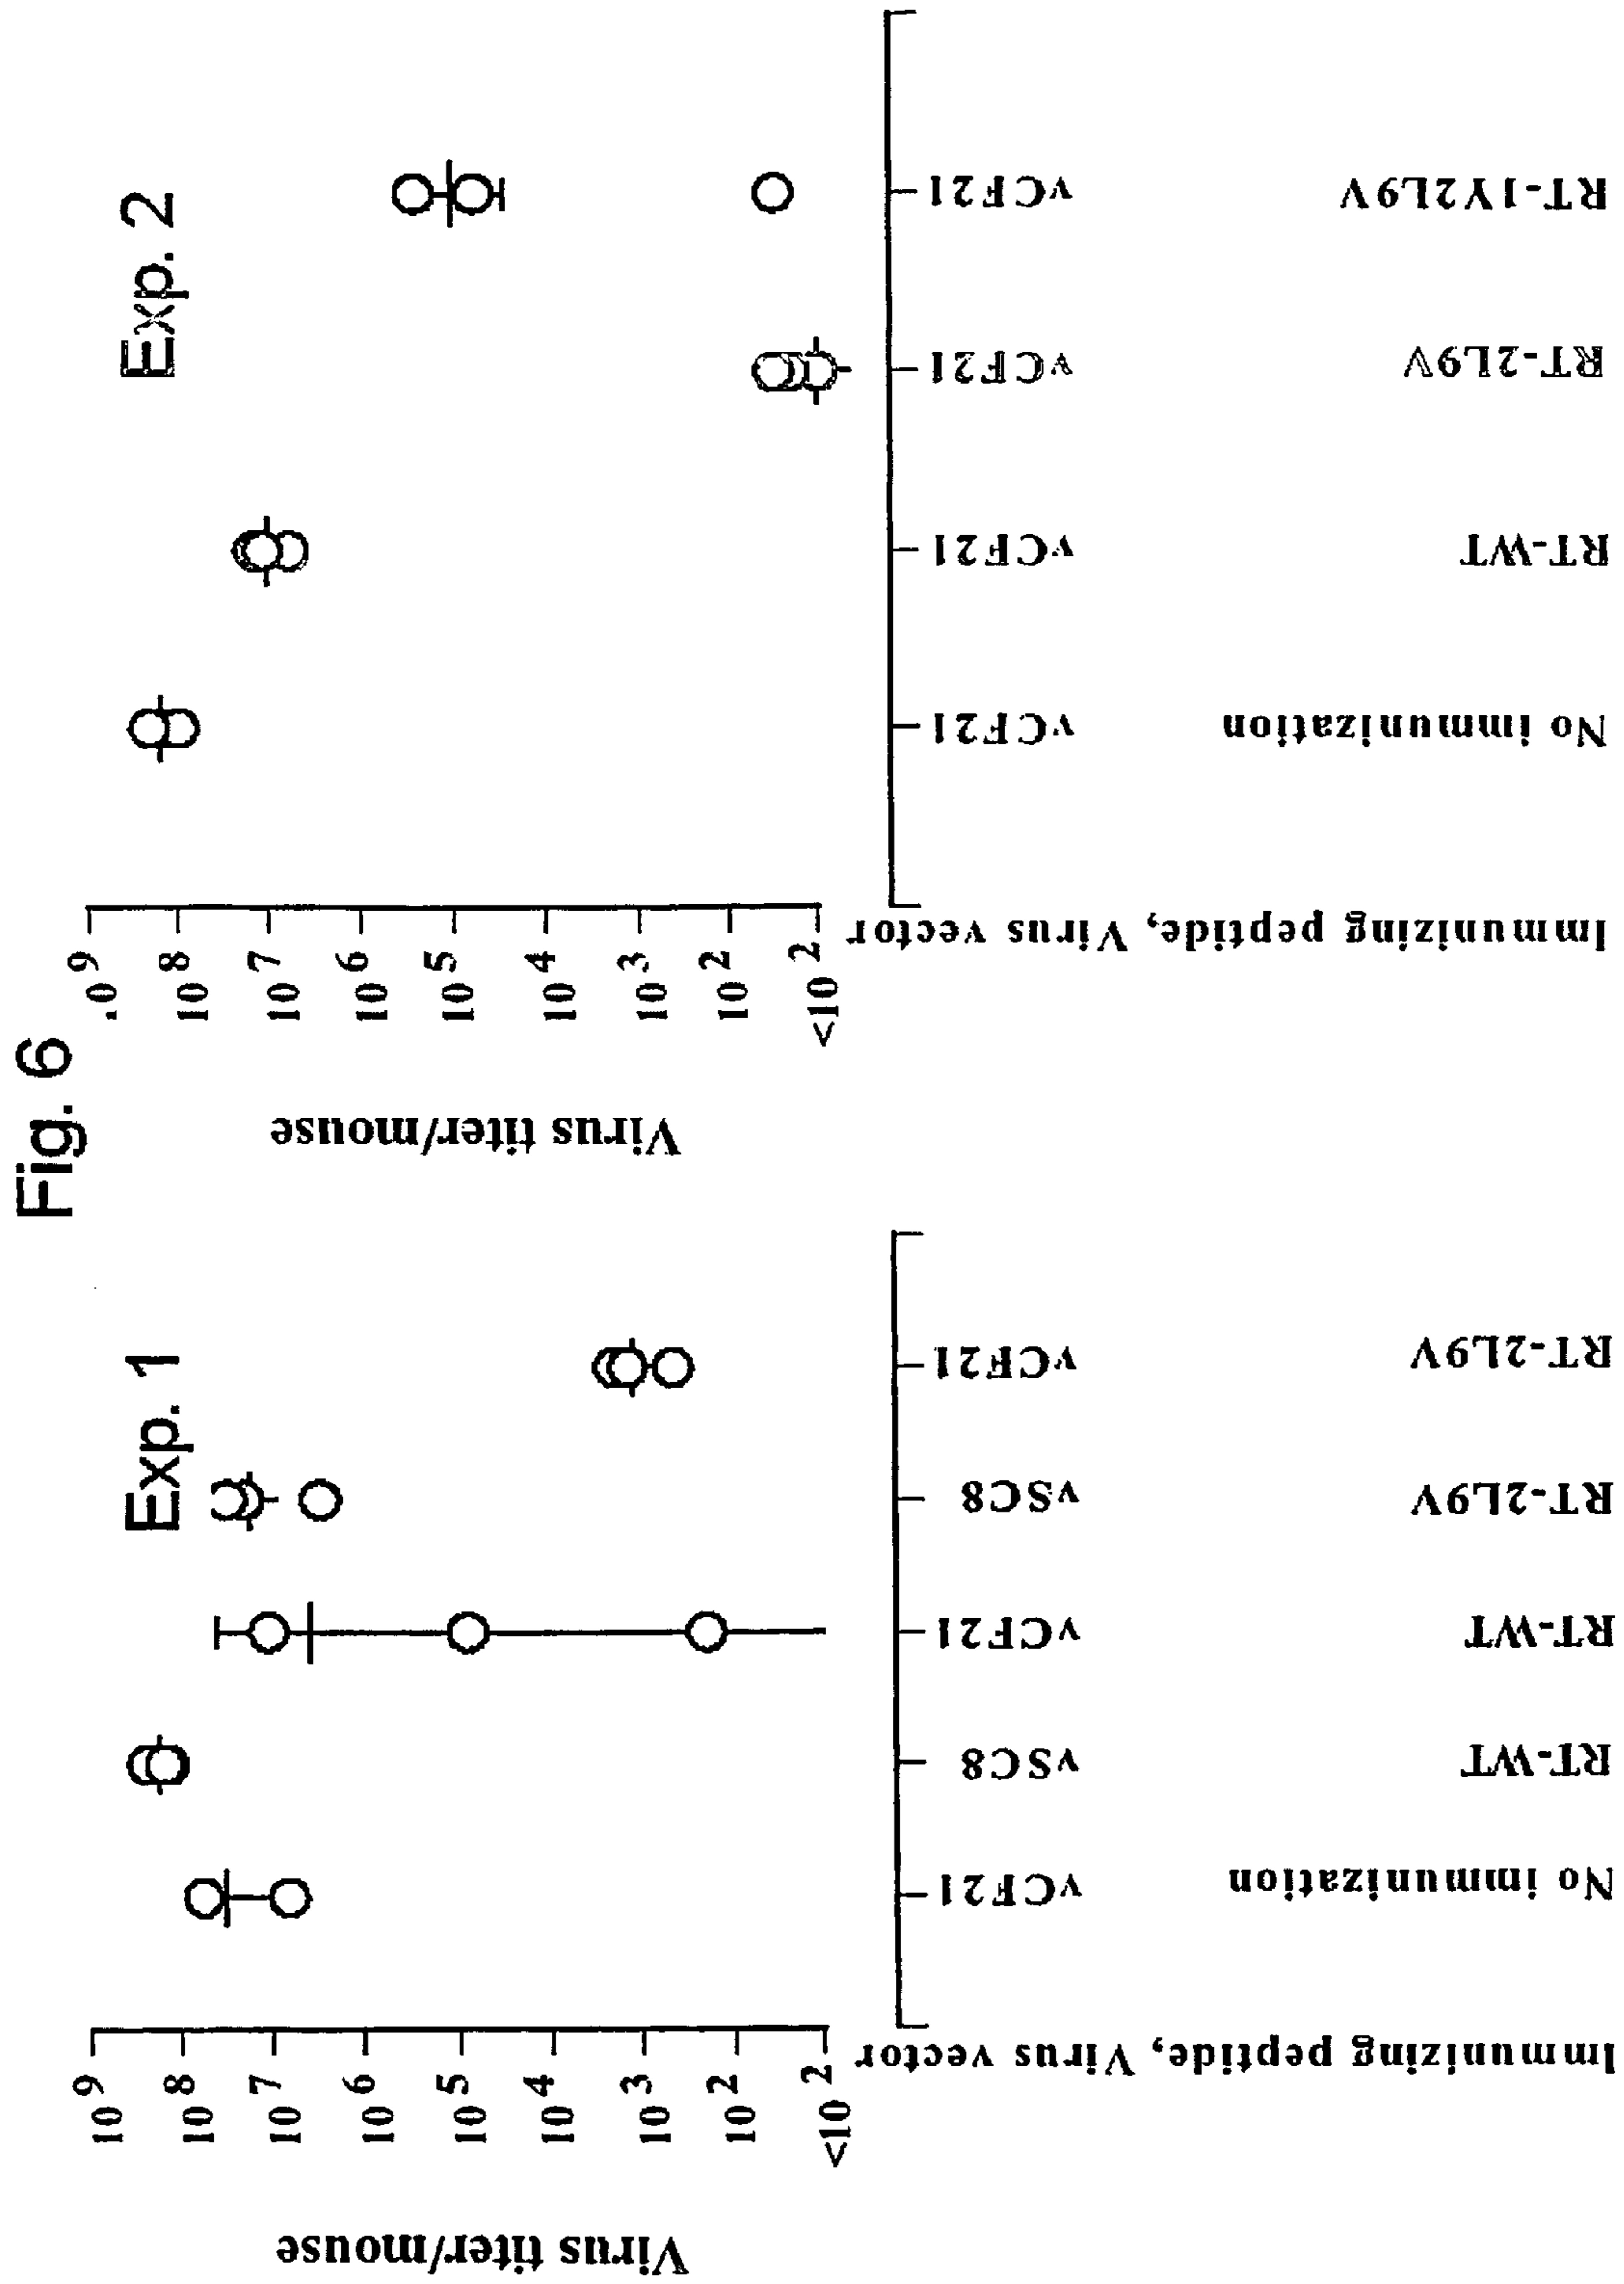 Fig. 6
Exp. 1
Virus titer/mouse
10 9
10 8
10 7
10 6
10 5
10 4
10 3
10 2
<10 2
Immunizing peptide, Virus vector
vCF21
vSC8
vCF21
vSC8
vCF21
No immunization
RT-WT
RT-WT
RT-2L9V
RT-2L9V
Exp. 2
Virus titer/mouse
.0 9
10 8
10 7
10 6
10 5
10 4
10 3
10 2
<10 2
Immunizing peptide, Virus vector
vCF21
vCF21
vCF21
vCF21
No immunization
RT-WT
RT-2L9V
RT-1Y2L9V